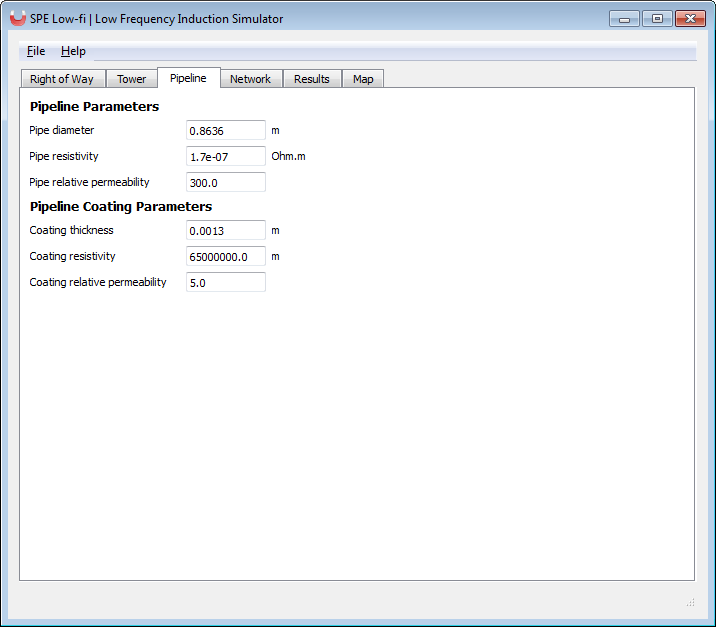 SPE Low-fi | Low Frequency Induction Simulator
File Help
Right of Way Tower Pipeline Network Results Map
Pipeline Parameters
Pipe diameter 0.8636 m
Pipe resistivity 1.7e-07 Ohm.m
Pipe relative permeability 300.0
Pipeline Coating Parameters
Coating thickness 0.0013 m
Coating resistivity 65000000.0 m
Coating relative permeability 5.0